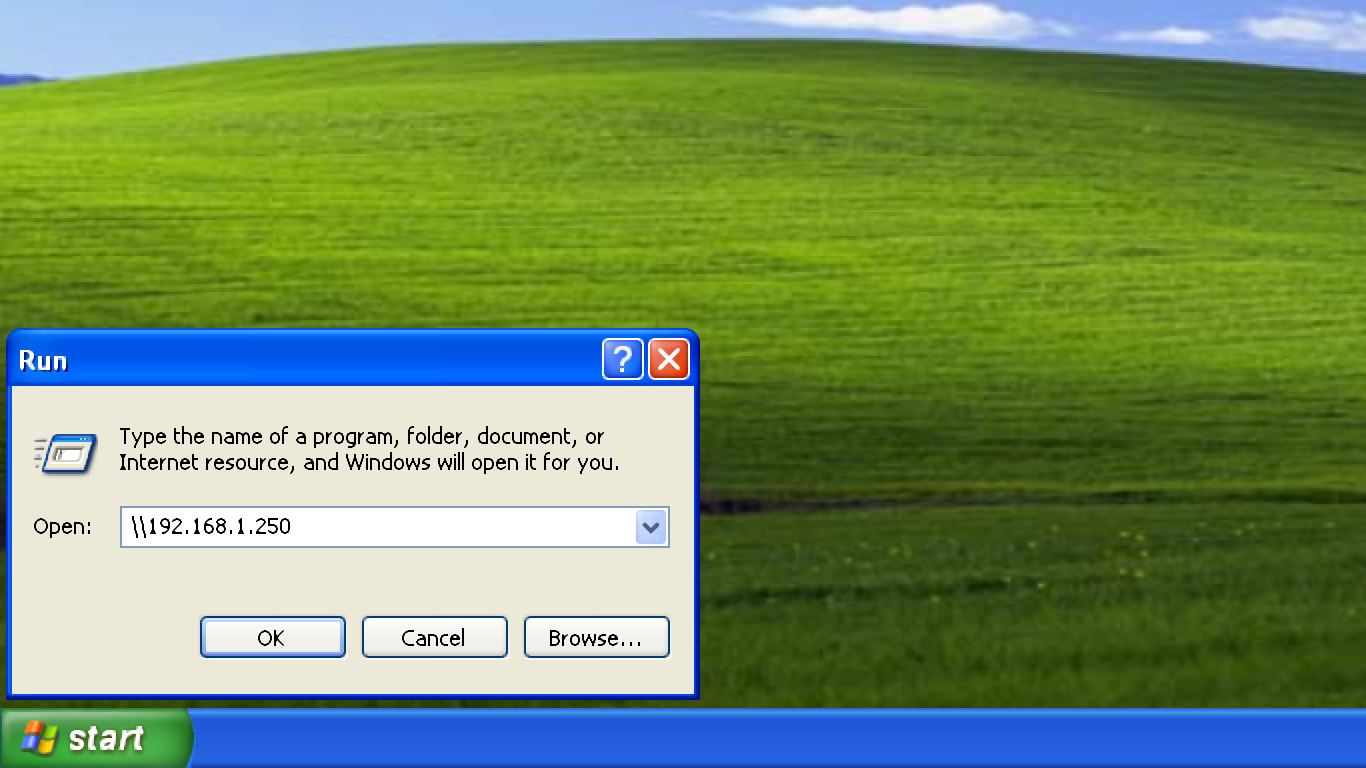 Run
Type the name of a program, folder, document, or
Internet resource, and Windows will open it for you.
Open: \\192.168.1.250
OK Cancel Browse...
start